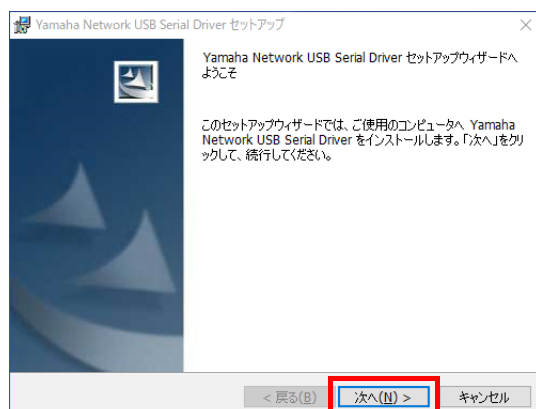 Yamaha Network USB Serial Driver セットアップ
Yamaha Network USB Serial Driver セットアップウィザードへ
ようこそ
このセットアップウィザードでは、ご使用のコンピュータへ Yamaha
Network USB Serial Driver をインストールします。「次へ」をクリ
ックして、続行してください。
< 戻る(B) 次へ(N) > キャンセル